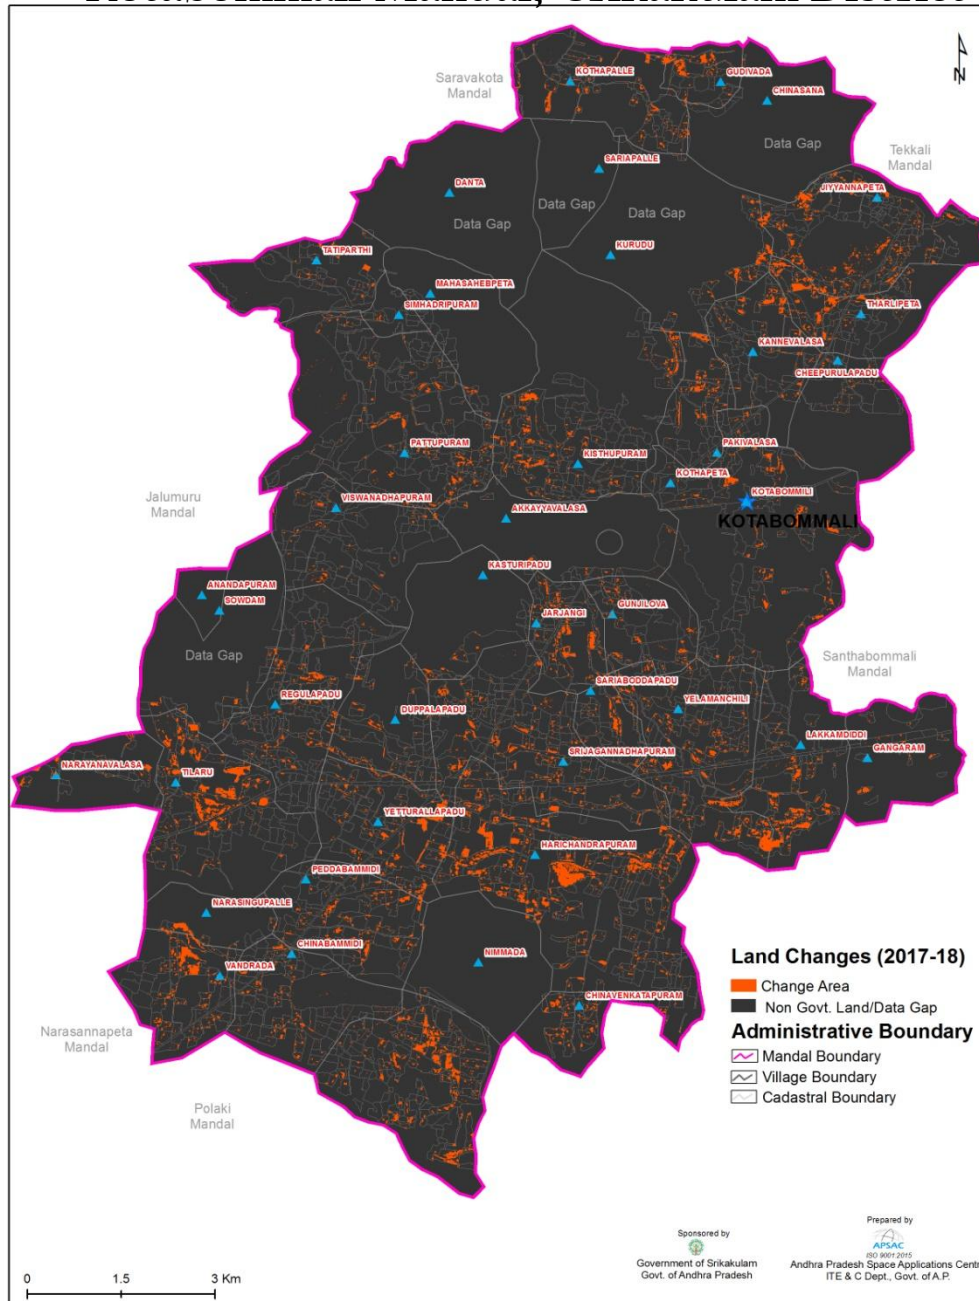 Saravakota
Mandal
KOTHAPALLE
GUDIVADA
CHINASANA
N
Data Gap
Tekkali
Mandal
SARIAPALLE
DANTA
JIYYANNAPETA
Data Gap
Data Gap
Data Gap
TATIPARTHI
KURUDU
MAHASAHEBPETA
SIMHADRIPURAM
THARLIPETA
KANNEVALASA
CHEEPURULAPADU
PATTUPURAM
KISTHUPURAM
PAKIVALASA
KOTHAPETA
Jalumuru
Mandal
VISWANADHAPURAM
AKKAYYAVALASA
KOTABOMMILI
KOTABOMMALI
KASTURIPADU
ANANDAPURAM
SOWDAM
JARJANGI
GUNJILOVA
Data Gap
Santhabommali
Mandal
REGULAPADU
DUPPALAPADU
SARIABODDAPADU
YELAMANCHILI
LAKKAMDIDDI
GANGARAM
NARAYANAVALASA
TILARU
SRIJAGANNADHAPURAM
YETTURALLAPADU
HARICHANDRAPURAM
PEDDABAMMIDI
NARASINGUPALLE
CHINABAMMIDI
VANDRADA
NIMMADA
CHINAVENKATAPURAM
Narasannapeta
Mandal
Polaki
Mandal
Land Changes (2017-18)
Change Area
Non Govt. Land/Data Gap
Administrative Boundary
Mandal Boundary
Village Boundary
Cadastral Boundary
Sponsored by
Government of Srikakulam
Govt. of Andhra Pradesh
Prepared by
APSAC
ISO 9001:2015
Andhra Pradesh Space Applications Centr
ITE & C Dept., Govt. of A.P.
0 1.5 3 Km